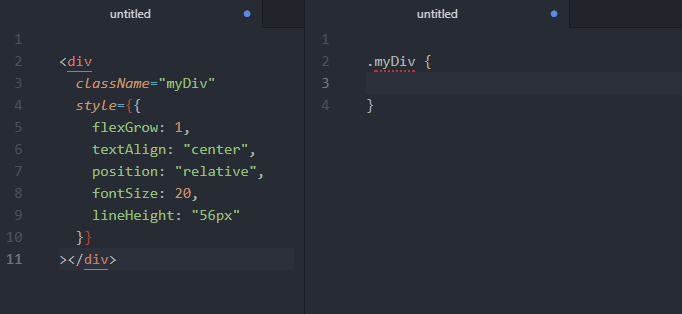 untitled
untitled
1
2 <div
3 className="myDiv"
4 style={{
5 flexGrow: 1,
6 textAlign: "center",
7 position: "relative",
8 fontSize: 20,
9 lineHeight: "56px"
10 }}
11 ></div>
1
2 .myDiv {
3
4 }